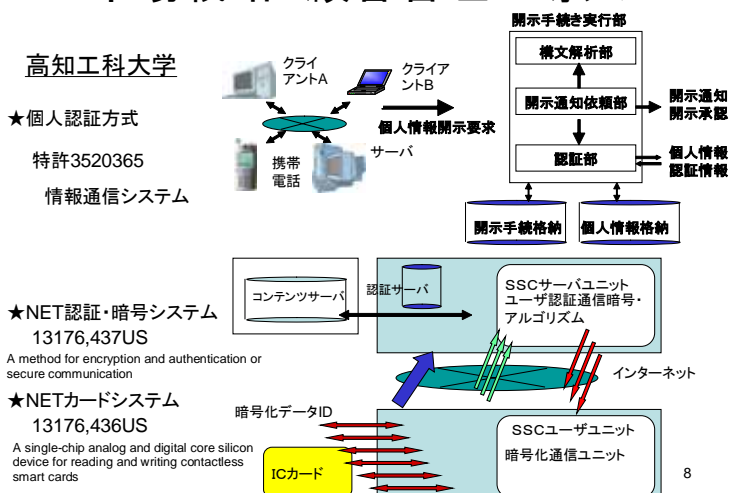 開示手続き実行部
高知工科大学
★個人認証方式
特許3520365
情報通信システム
クライ
アントA
クライア
ントB
個人情報開示要求
携帯
電話
サーバ
構文解析部
開示通知依頼部
認証部
開示通知
開示承認
個人情報
認証情報
開示手続格納
個人情報格納
★NET認証・暗号システム
13176,437US
A method for encryption and authentication or
secure communication
★NETカードシステム
13176,436US
A single-chip analog and digital core silicon
device for reading and writing contactless
smart cards
コンテンツサーバ
認証サーバ
SSCサーバユニット
ユーザ認証通信暗号・
アルゴリズム
インターネット
暗号化データID
ICカード
SSCユーザユニット
暗号化通信ユニット
8